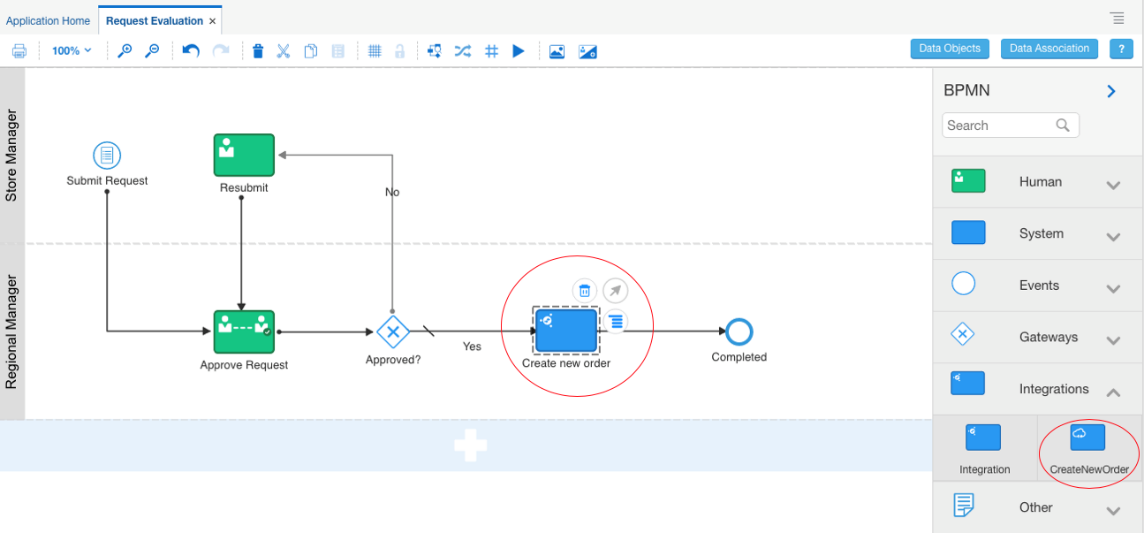 Application Home
Request Evaluation ×
100%
Data Objects
Data Association
?
BPMN
Search
Store Manager
Submit Request
Resubmit
No
Regional Manager
Approve Request
Approved?
Yes
Create new order
Completed
Human
System
Events
Gateways
Integrations
Integration
CreateNewOrder
Other